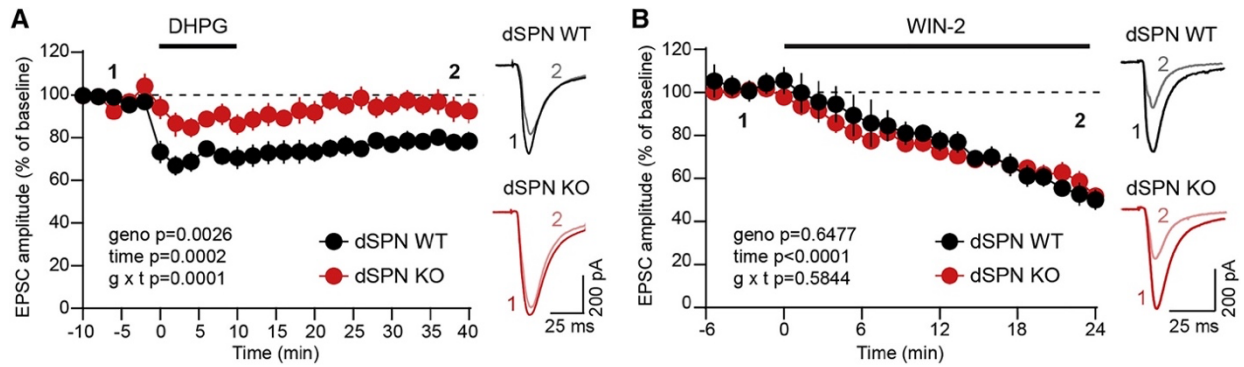 A
DHPG
120
100
80
60
40
20
0
EPSC amplitude (% of baseline)
1
2
geno p=0.0026
time p=0.0002
g x t p=0.0001
dSPN WT
dSPN KO
-10
-5
0
5
10
15
20
25
30
35
40
Time (min)
dSPN WT
2
1
dSPN KO
2
1
200 pA
25 ms
B
WIN-2
120
100
80
60
40
20
0
EPSC amplitude (% of baseline)
1
2
geno p=0.6477
time p<0.0001
g x t p=0.5844
dSPN WT
dSPN KO
-6
0
6
12
18
24
Time (min)
dSPN WT
2
1
dSPN KO
2
1
200 pA
25 ms